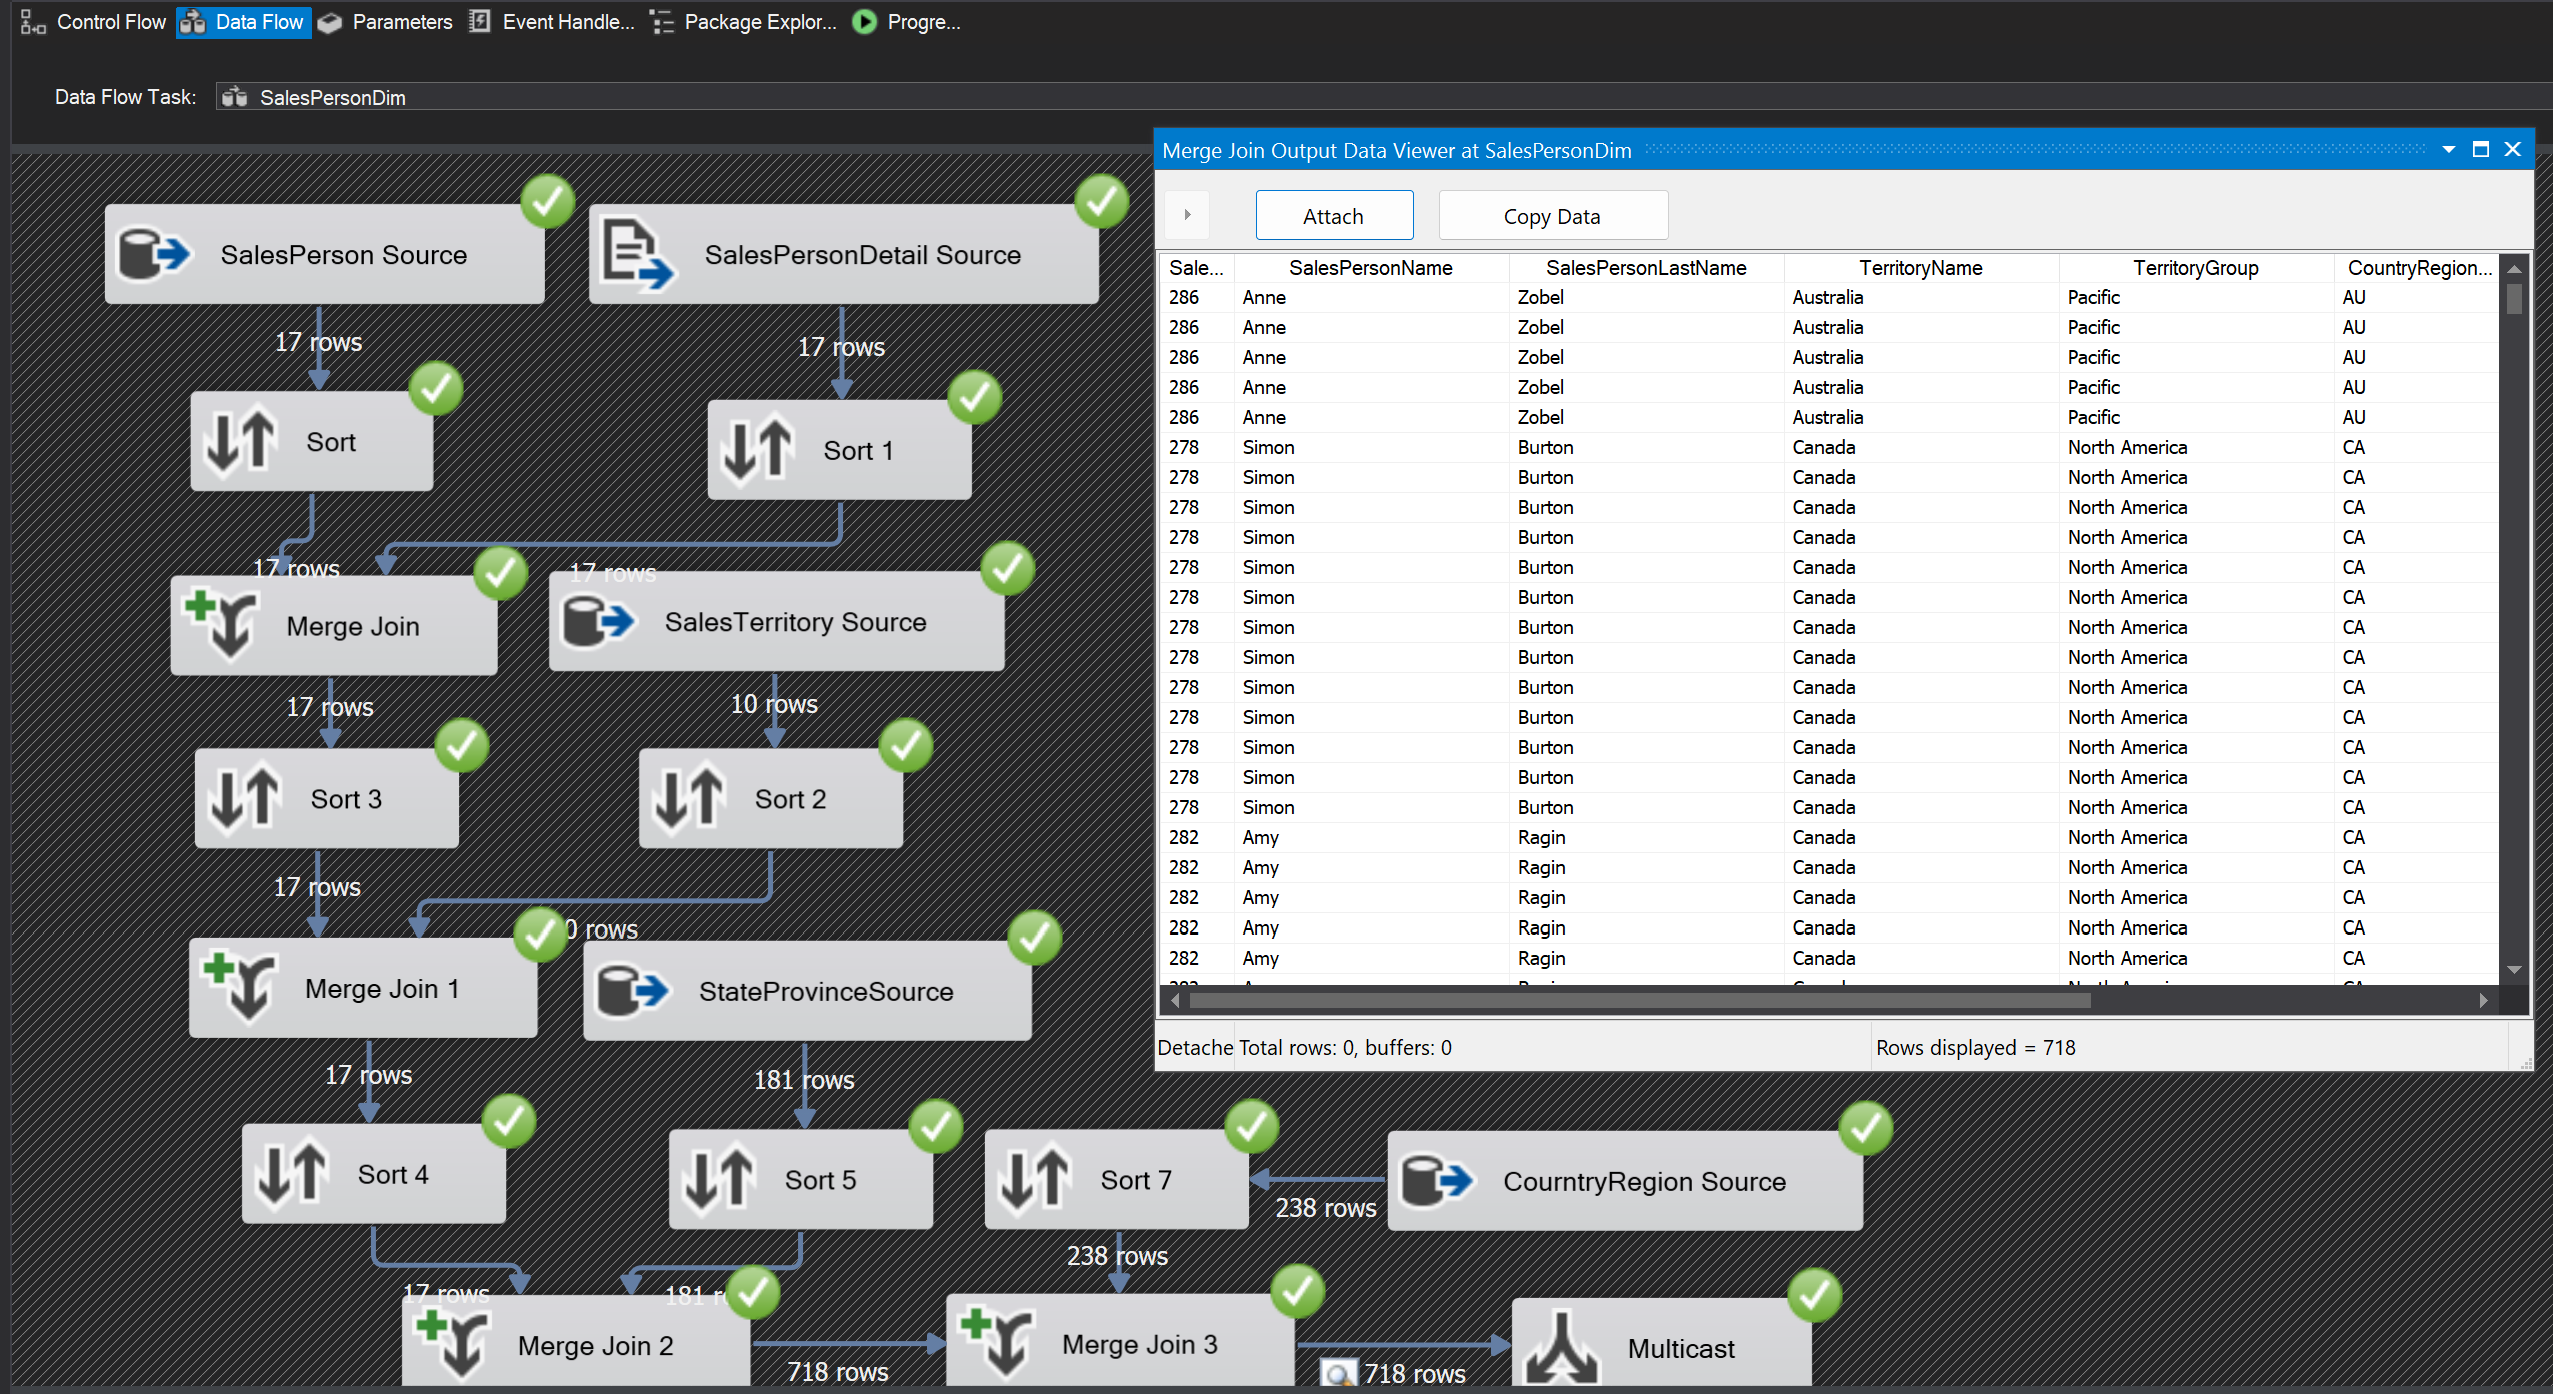 Control Flow Data Flow Parameters Event Handle... Package Explor... Progre...
Data Flow Task: SalesPersonDim
SalesPerson Source
SalesPersonDetail Source
17 rows
17 rows
Sort
Sort 1
17 rows
17 rows
Merge Join
SalesTerritory Source
17 rows
10 rows
Sort 3
Sort 2
17 rows
0 rows
Merge Join 1
StateProvinceSource
17 rows
181 rows
Sort 4
Sort 5
Sort 7
CourntryRegion Source
238 rows
238 rows
17 rows
181 r
Merge Join 2
Merge Join 3
Multicast
718 rows
718 rows
Merge Join Output Data Viewer at SalesPersonDim
Attach Copy Data
Sale... SalesPersonName SalesPersonLastName TerritoryName TerritoryGroup CountryRegion...
286 Anne Zobel Australia Pacific AU
286 Anne Zobel Australia Pacific AU
286 Anne Zobel Australia Pacific AU
286 Anne Zobel Australia Pacific AU
286 Anne Zobel Australia Pacific AU
278 Simon Burton Canada North America CA
278 Simon Burton Canada North America CA
278 Simon Burton Canada North America CA
278 Simon Burton Canada North America CA
278 Simon Burton Canada North America CA
278 Simon Burton Canada North America CA
278 Simon Burton Canada North America CA
278 Simon Burton Canada North America CA
278 Simon Burton Canada North America CA
278 Simon Burton Canada North America CA
278 Simon Burton Canada North America CA
278 Simon Burton Canada North America CA
278 Simon Burton Canada North America CA
282 Amy Ragin Canada North America CA
282 Amy Ragin Canada North America CA
282 Amy Ragin Canada North America CA
282 Amy Ragin Canada North America CA
282 Amy Ragin Canada North America CA
Detache Total rows: 0, buffers: 0 Rows displayed = 718